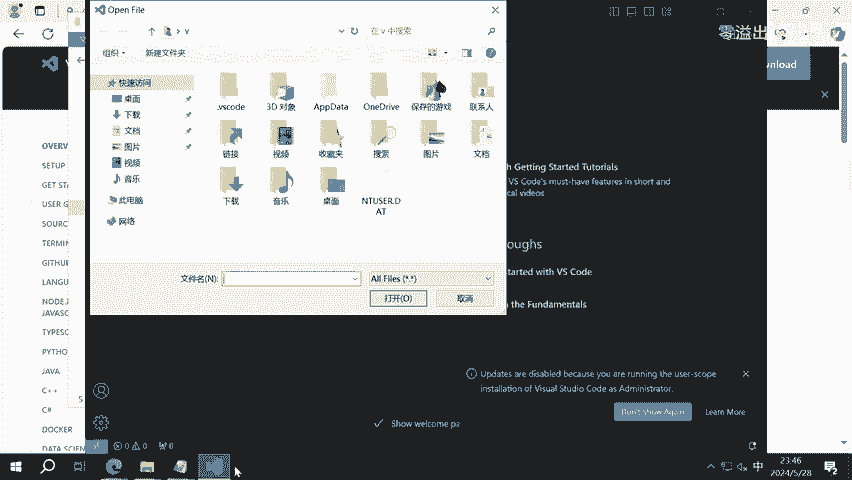 Open File
v
在 v 中搜索
零溢出
组织
新建文件夹
快速访问
桌面
下载
文档
图片
视频
音乐
此电脑
网络
.vscode
3D 对象
AppData
OneDrive
保存的游戏
联系人
链接
视频
收藏夹
搜索
图片
文档
下载
音乐
桌面
NTUSER.D
AT
文件名(N):
All Files (*.*)
打开(O)
取消
nload
OVERV
SETUP
GET STA
USER G
SOURC
TERMIN
GITHUB
LANGU
NODE.J
JAVASC
TYPESC
PYTHO
JAVA
C++
C#
DOCKER
DATA SCIEN
h Getting Started Tutorials
VS Code's must-have features in short and
cal videos
oughs
started with VS Code
n the Fundamentals
Updates are disabled because you are running the user-scope
installation of Visual Studio Code as Administrator.
Don't Show Again
Learn More
Show welcome pa
0 0
0
中
23:46
2024/5/28